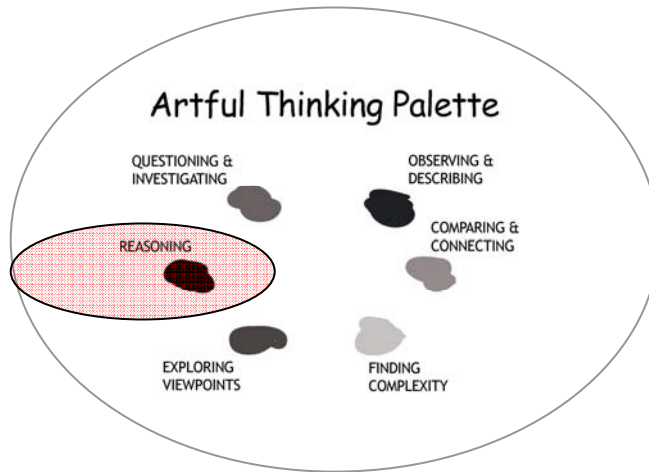 Artful Thinking Palette
QUESTIONING &
INVESTIGATING
OBSERVING &
DESCRIBING
REASONING
COMPARING &
CONNECTING
EXPLORING
VIEWPOINTS
FINDING
COMPLEXITY